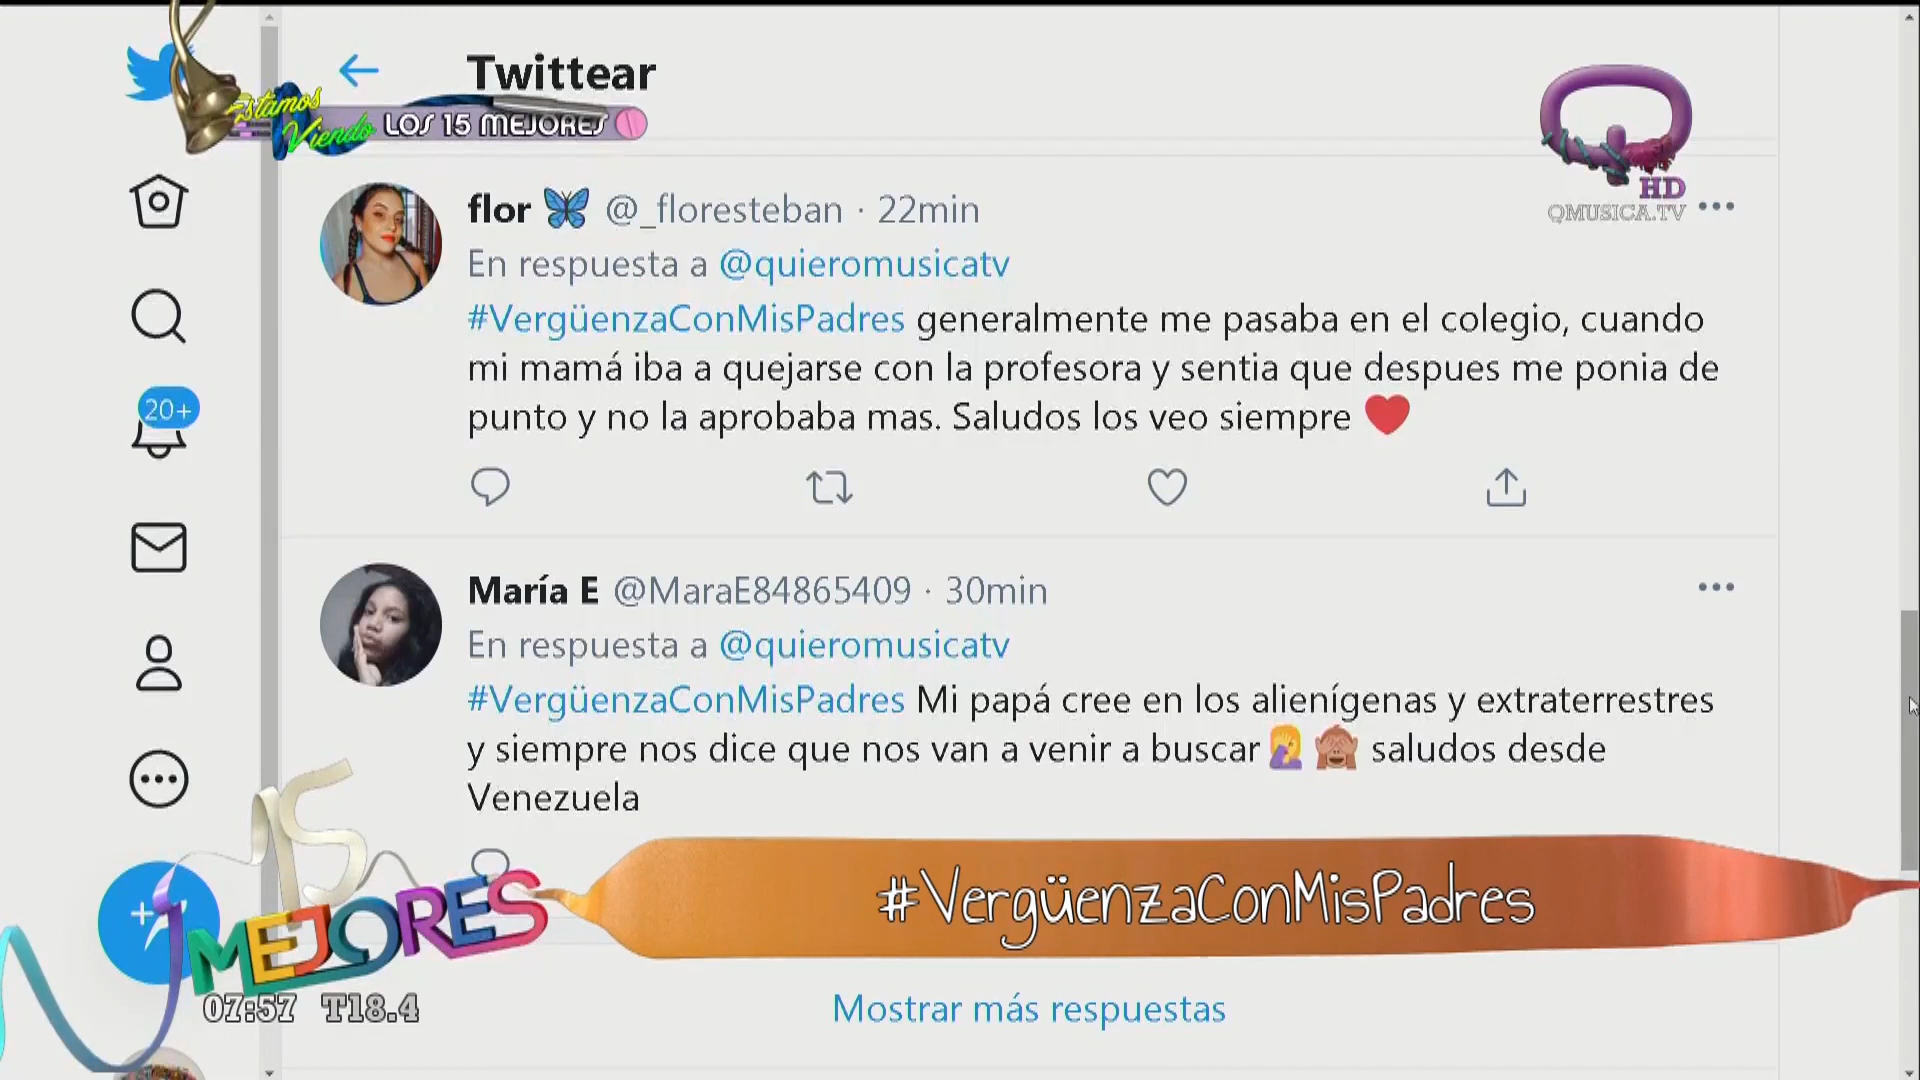 Twittear
Estamos
Viendo LOS 15 MEJORES
HD
QMUSICA.TV
flor @_floresteban · 22min
En respuesta a @quieromusicatv
#VergüenzaConMisPadres generalmente me pasaba en el colegio, cuando
mi mamá iba a quejarse con la profesora y sentia que despues me ponia de
punto y no la aprobaba mas. Saludos los veo siempre ❤
20+
María E @MaraE84865409 · 30min
En respuesta a @quieromusicatv
#VergüenzaConMisPadres Mi papá cree en los alienígenas y extraterrestres
y siempre nos dice que nos van a venir a buscar 🤦 🙈 saludos desde
Venezuela
15
MEJORES
#VergüenzaConMisPadres
07:57 T18.4
Mostrar más respuestas